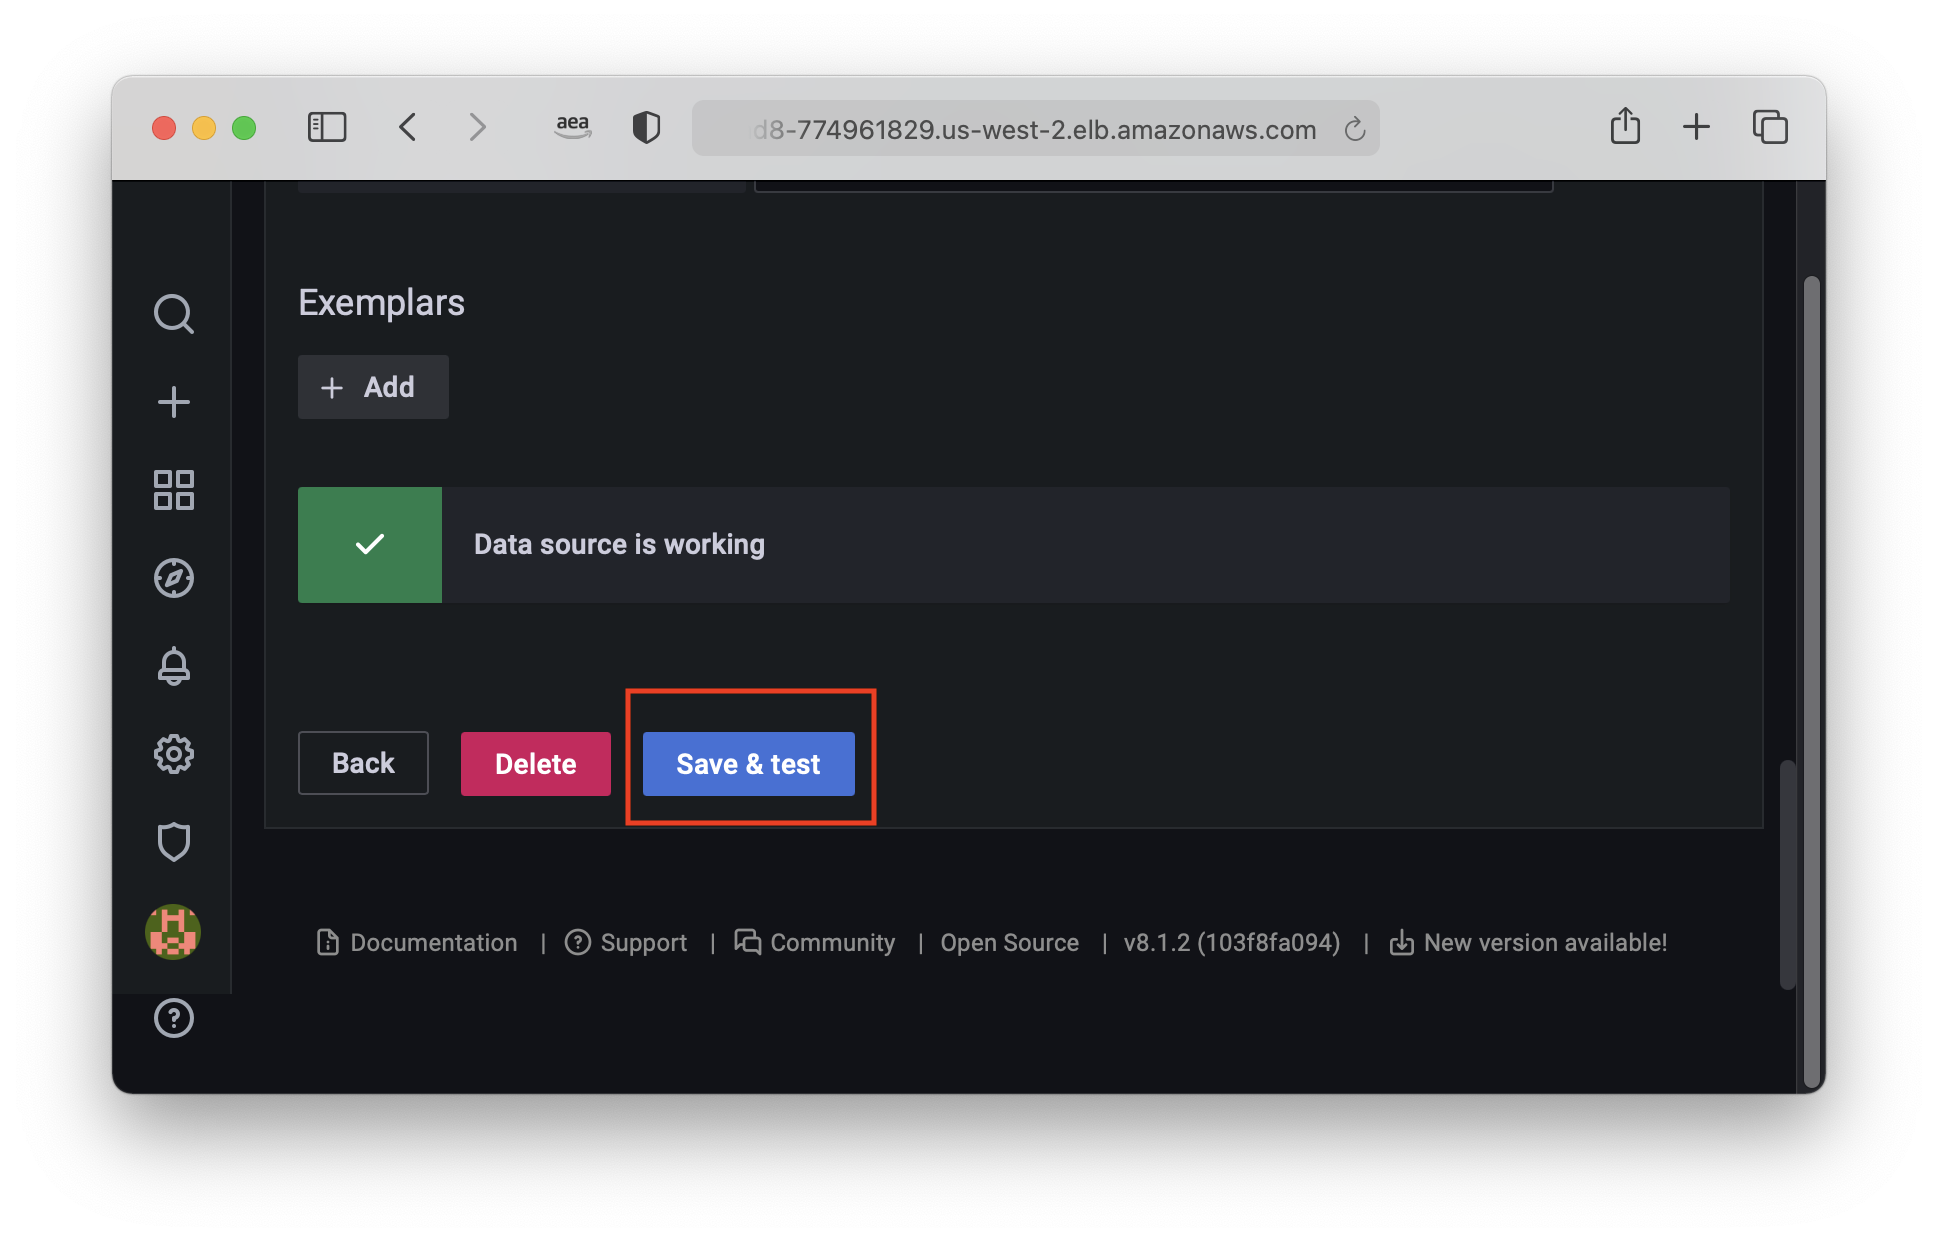 aea
d8-774961829.us-west-2.elb.amazonaws.com
Exemplars
+ Add
Data source is working
Back Delete Save & test
Documentation | Support | Community | Open Source | v8.1.2 (103f8fa094) | New version available!